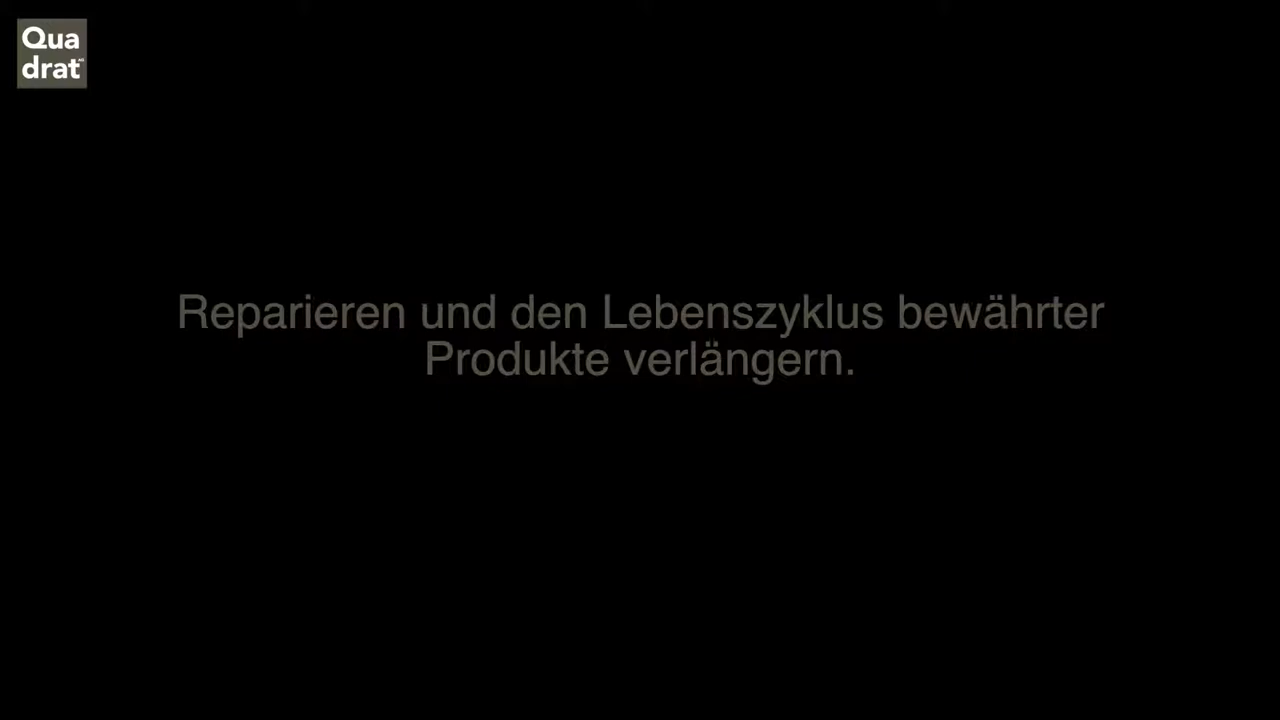 Qua
drat
Reparieren und den Lebenszyklus bewährter
Produkte verlängern.